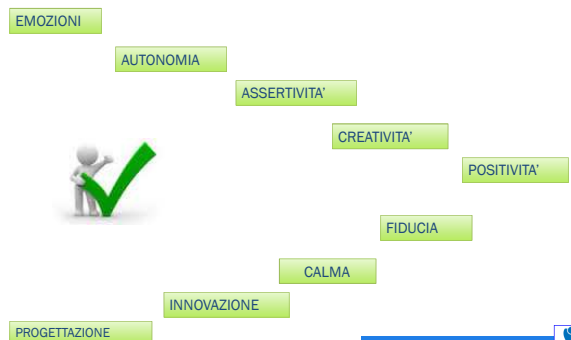 EMOZIONI
AUTONOMIA
ASSERTIVITA'
CREATIVITA'
POSITIVITA'
FIDUCIA
CALMA
INNOVAZIONE
PROGETTAZIONE